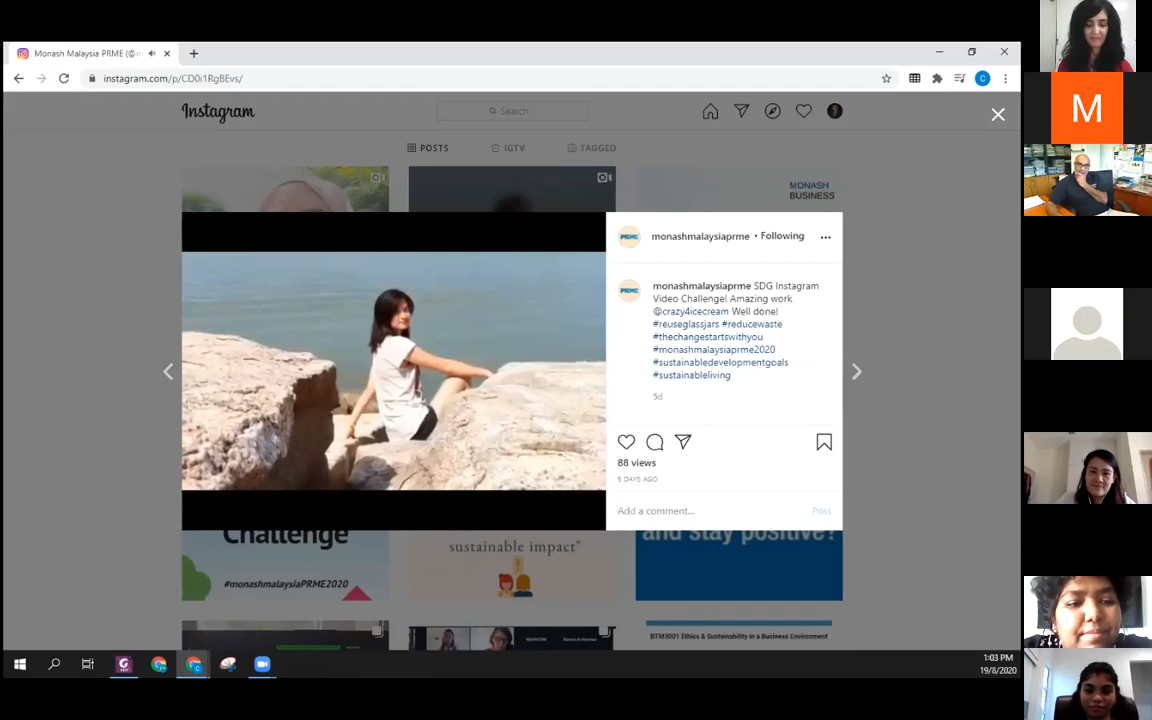 Monash Malaysia PRME (@
instagram.com/p/CD0i1RgBEvs/
C
Instagram
Search
POSTS
IGTV
TAGGED
MONASH
BUSINESS
PRME
monashmalaysiaprme • Following
PRME
monashmalaysiaprme SDG Instagram
Video Challenge! Amazing work
@crazy4icecream Well done!
#reuseglassjars #reducewaste
#thechangestartswithyou
#monashmalaysiaprme2020
#sustainabledevelopmentgoals
#sustainableliving
5d
88 views
5 DAYS AGO
Add a comment...
Post
Challenge
#monashmalaysiaPRME2020
sustainable impact"
and stay positive?
BTM3001 Ethics & Sustainability in a Business Environment
1:03 PM
19/8/2020
M